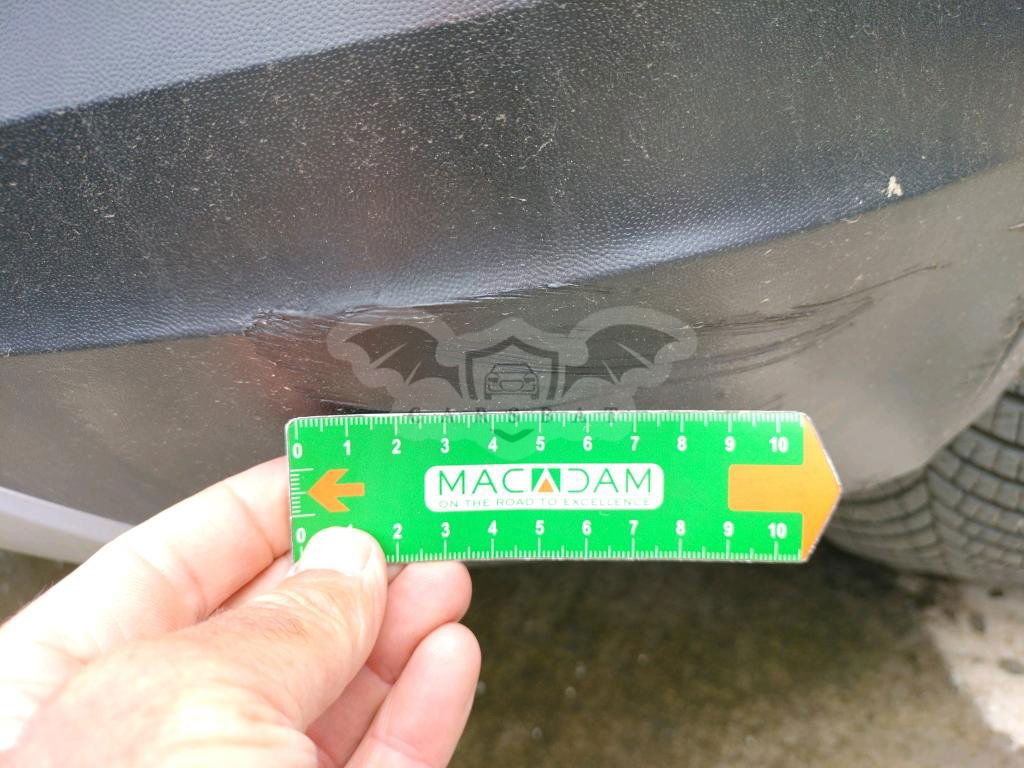 CARSBAT
0 1 2 3 4 5 6 7 8 9 10
MACADAM
ON THE ROAD TO EXCELLENCE
0 1 2 3 4 5 6 7 8 9 10